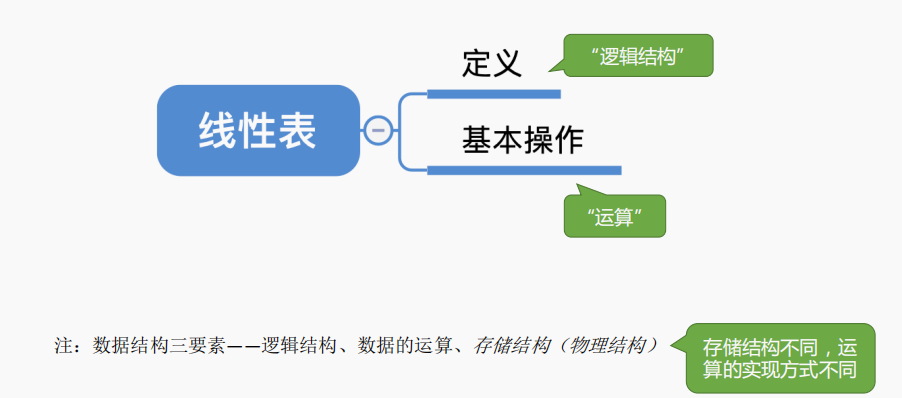 “逻辑结构”
定义
线性表
基本操作
“运算”
注：数据结构三要素——逻辑结构、数据的运算、存储结构（物理结构）
存储结构不同，运
算的实现方式不同